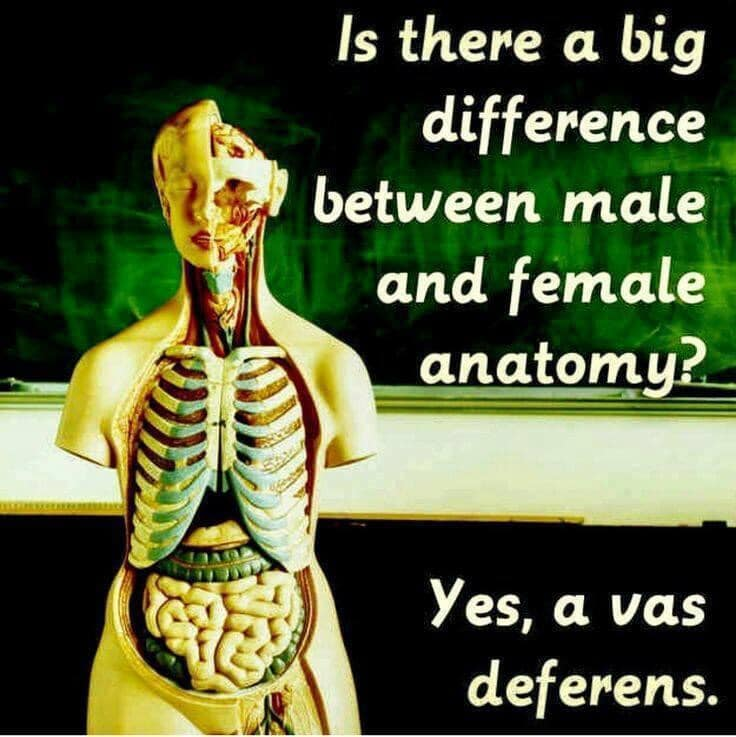 Is there a big
difference
between male
and female
anatomy?
Yes, a vas
deferens.